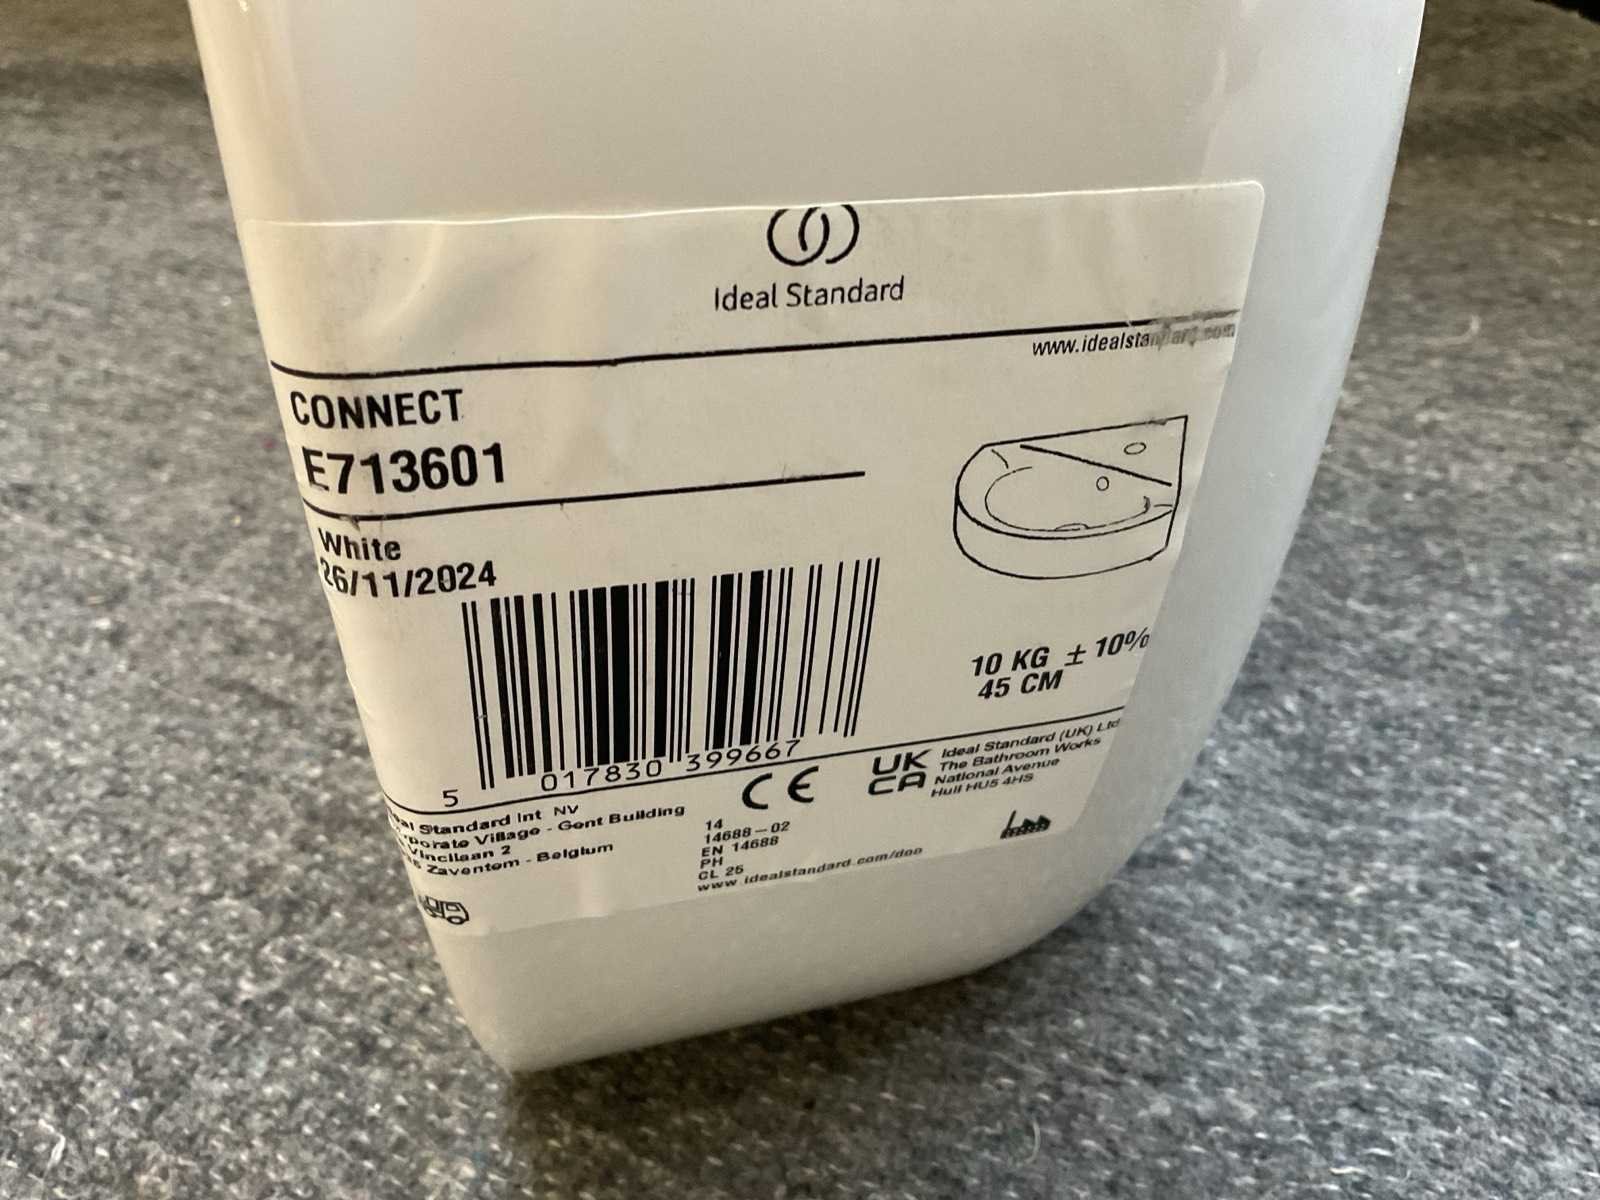 Ideal Standard
www.idealstandard.com
CONNECT
E713601
White
26/11/2024
10 KG ± 10%
45 CM
5 017830 399667
Standard Int NV
Village - Gent Building
Vincilaan 2
Zaventem - Belgium
CE
14
14688-02
EN 14688
PH
CL 25
www.idealstandard.com/doo
UK
CA
Ideal Standard (UK) Ltd
The Bathroom Works
National Avenue
Hull HU5 4HS